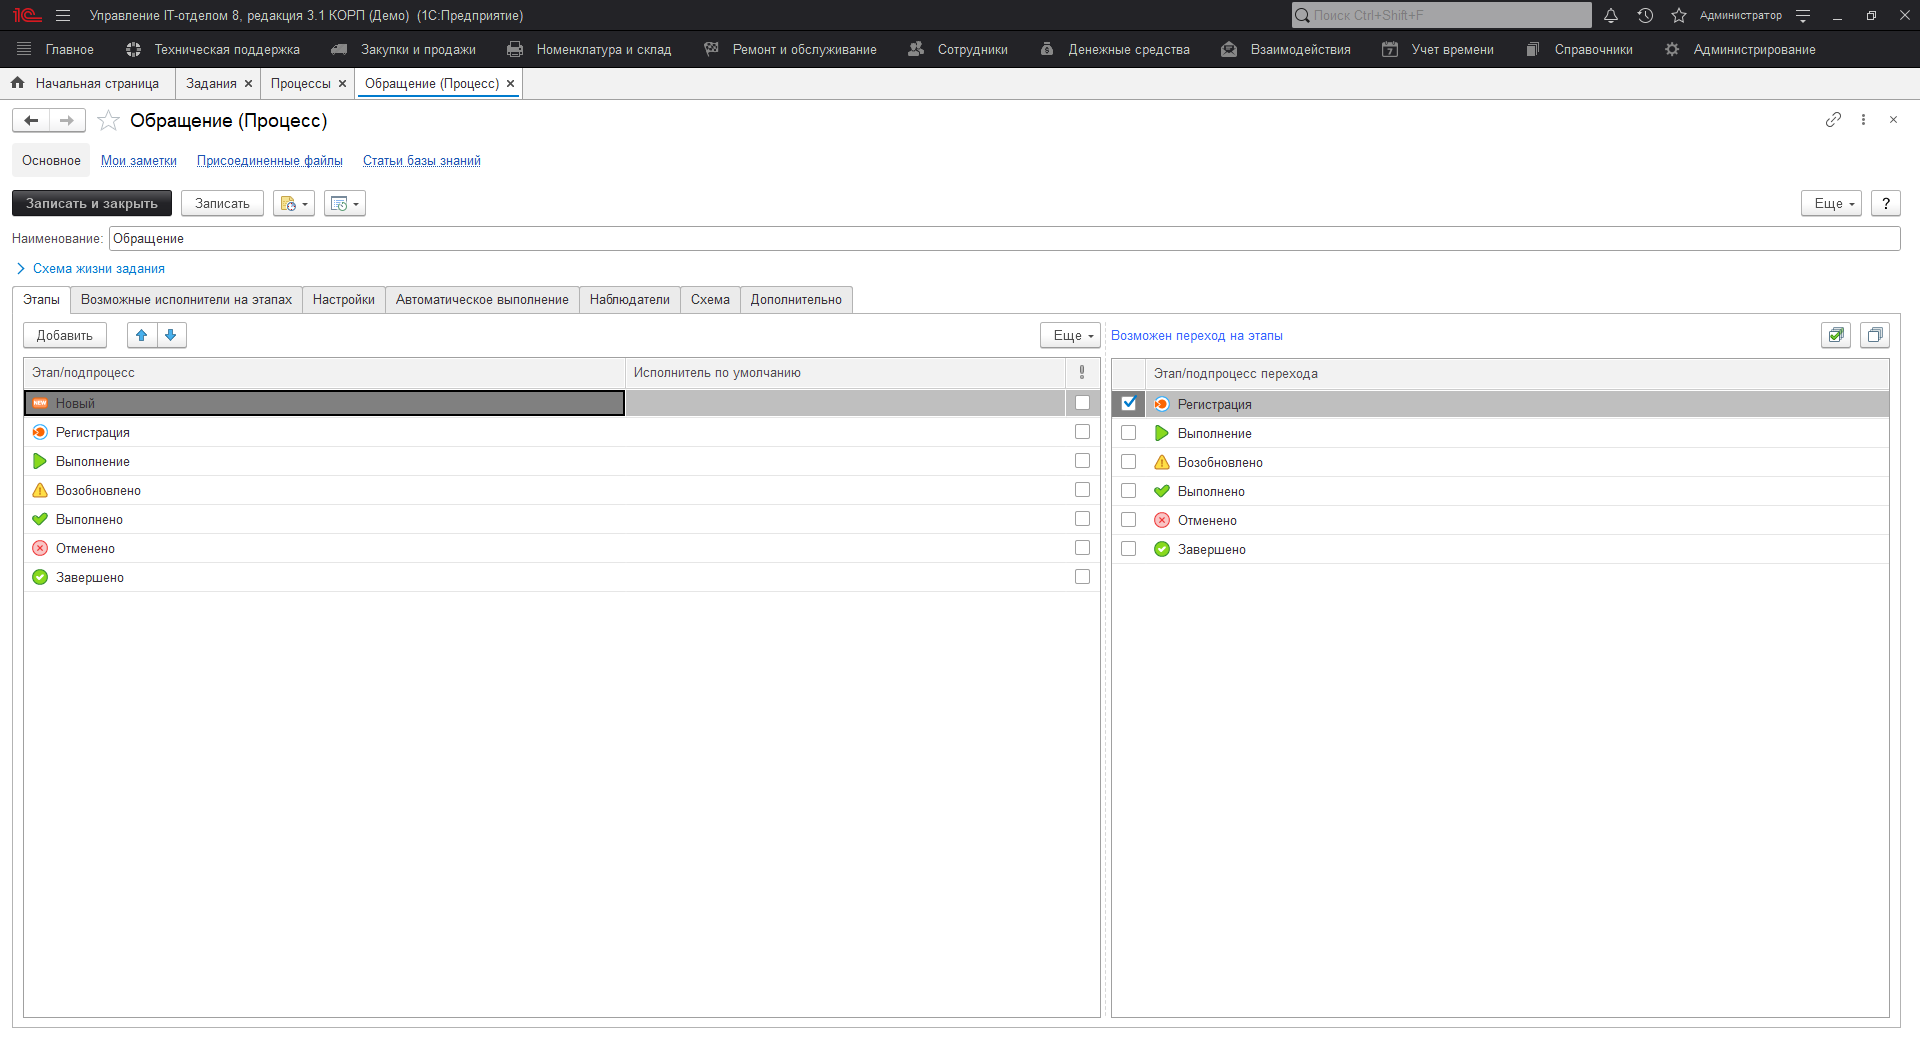 1С Управление IT-отделом 8, редакция 3.1 КОРП (Демо) (1С:Предприятие) Поиск Ctrl+Shift+F Администратор
Главное Техническая поддержка Закупки и продажи Номенклатура и склад Ремонт и обслуживание Сотрудники Денежные средства Взаимодействия Учет времени Справочники Администрирование
Начальная страница Задания Процессы Обращение (Процесс)
Обращение (Процесс)
Основное Мои заметки Присоединенные файлы Статьи базы знаний
Записать и закрыть Записать Еще ?
Наименование: Обращение
Схема жизни задания
Этапы Возможные исполнители на этапах Настройки Автоматическое выполнение Наблюдатели Схема Дополнительно
Добавить Еще Возможен переход на этапы
Этап/подпроцесс Исполнитель по умолчанию Этап/подпроцесс перехода
NEW Новый Регистрация
Регистрация Выполнение
Выполнение Возобновлено
Возобновлено Выполнено
Выполнено Отменено
Отменено Завершено
Завершено